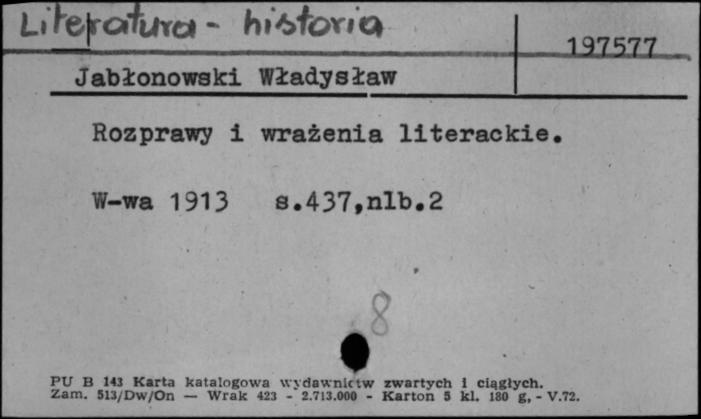 Literatura - historia
197577
Jabłonowski Władysław
Rozprawy i wrażenia literackie.
W-wa 1913 s.437,nlb.2
8
PU B 143 Karta katalogowa wydawnictw zwartych i ciągłych.
Zam. 513/Dw/On — Wrak 423 - 2.713.000 - Karton 5 kl. 180 g, - V.72.